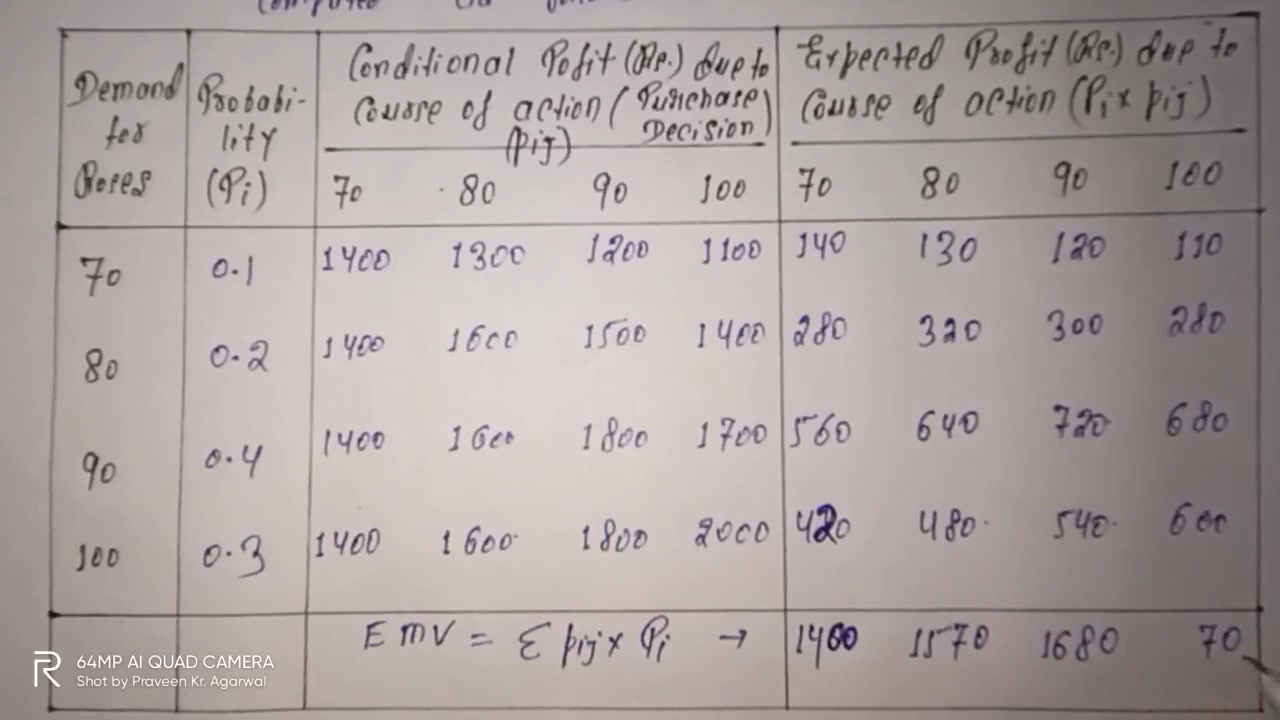 Demand for Roses
Probabi-lity (Pi)
Conditional Pofit (Rs.) due to
Course of action (Purchase Decision) (pij)
Expected Profit (Rs.) due to
Course of action (Pi x pij)
70 80 90 100 70 80 90 100
70 0.1 1400 1300 1200 1100 140 130 120 110
80 0.2 1400 1600 1500 1400 280 320 300 280
90 0.4 1400 1600 1800 1700 560 640 720 680
100 0.3 1400 1600 1800 2000 420 480 540 600
EMV = Σ pij x Pi → 1400 1570 1680 70
64MP AI QUAD CAMERA
Shot by Praveen Kr. Agarwal